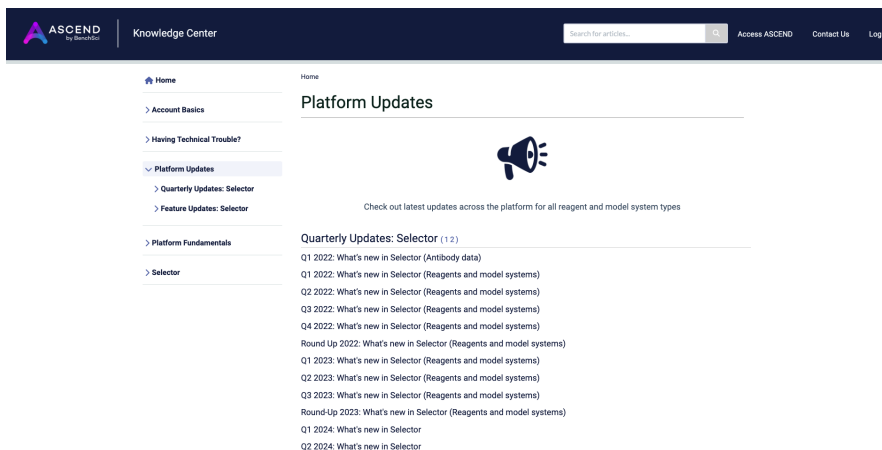 ASCEND
by BenchSci
Knowledge Center
Search for articles...
Access ASCEND
Contact Us
Log
Home
Account Basics
Having Technical Trouble?
Platform Updates
Quarterly Updates: Selector
Feature Updates: Selector
Platform Fundamentals
Selector
Home
Platform Updates
Check out latest updates across the platform for all reagent and model system types
Quarterly Updates: Selector (12)
Q1 2022: What's new in Selector (Antibody data)
Q1 2022: What's new in Selector (Reagents and model systems)
Q2 2022: What's new in Selector (Reagents and model systems)
Q3 2022: What's new in Selector (Reagents and model systems)
Q4 2022: What's new in Selector (Reagents and model systems)
Round Up 2022: What's new in Selector (Reagents and model systems)
Q1 2023: What's new in Selector (Reagents and model systems)
Q2 2023: What's new in Selector (Reagents and model systems)
Q3 2023: What's new in Selector (Reagents and model systems)
Round-Up 2023: What's new in Selector (Reagents and model systems)
Q1 2024: What's new in Selector
Q2 2024: What's new in Selector